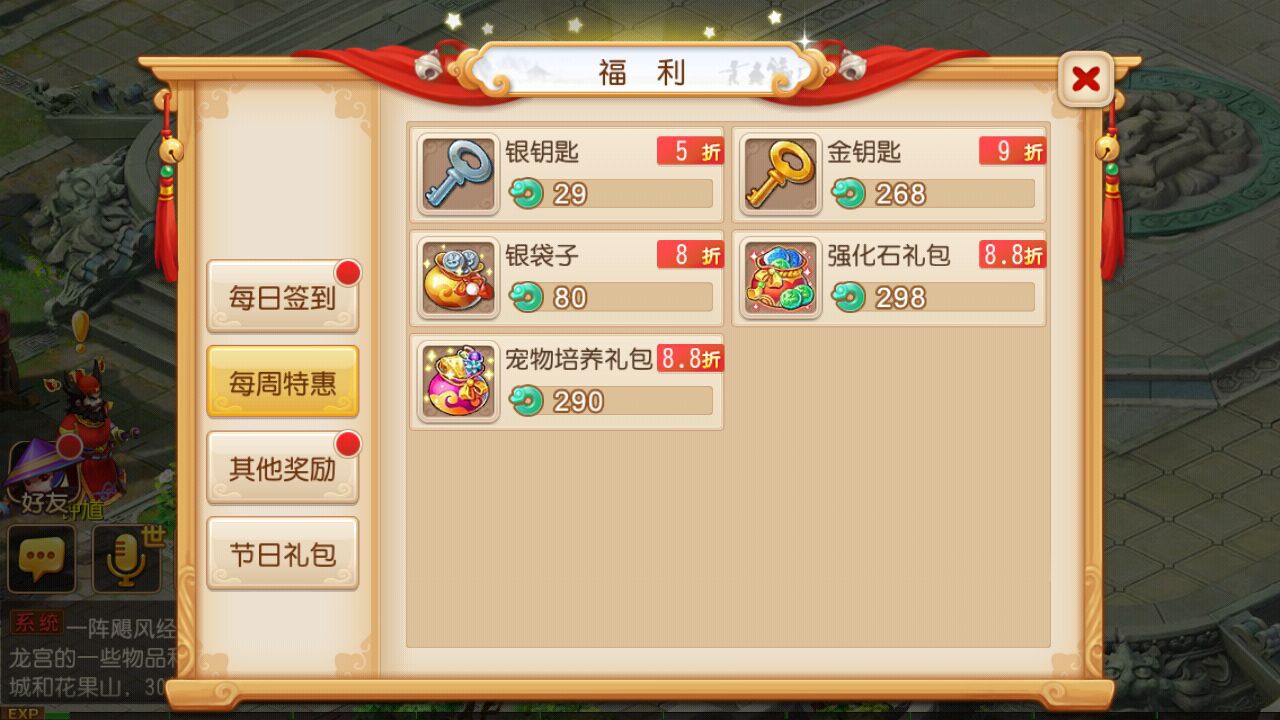 福 利
银钥匙
5 折
29
金钥匙
9 折
268
银袋子
8 折
80
强化石礼包
8.8折
298
宠物培养礼包
8.8折
290
每日签到
每周特惠
其他奖励
节日礼包
好友
世
系统 一阵飓风经
龙宫的一些物品
城和花果山，30
EXP